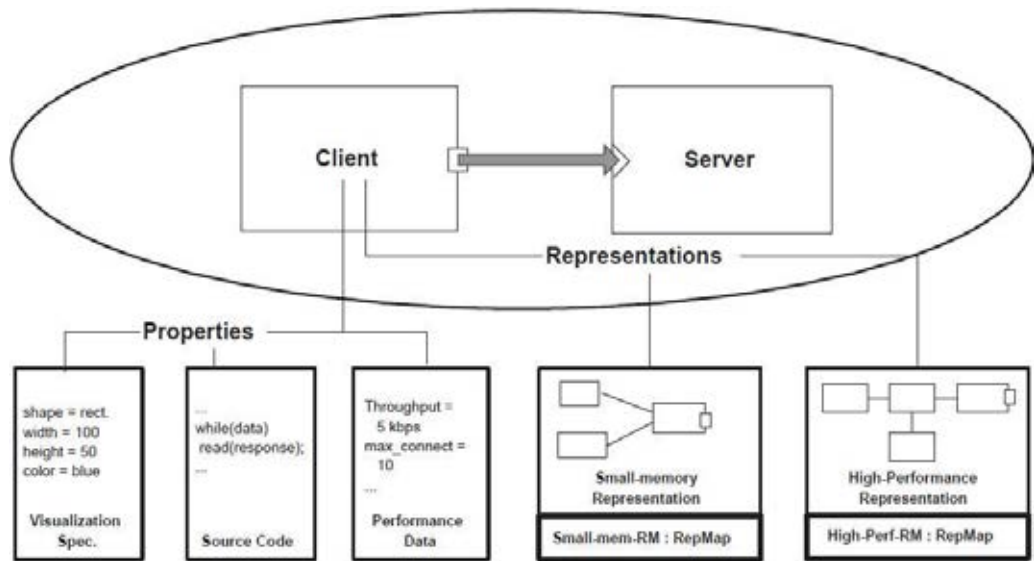 Client
Server
Representations
Properties
shape = rect.
width = 100
height = 50
color = blue
Visualization
Spec.
...
while(data)
read(response);
...
Source Code
Throughput =
5 kbps
max_connect =
10
...
Performance
Data
Small-memory
Representation
Small-mem-RM : RepMap
High-Performance
Representation
High-Perf-RM : RepMap